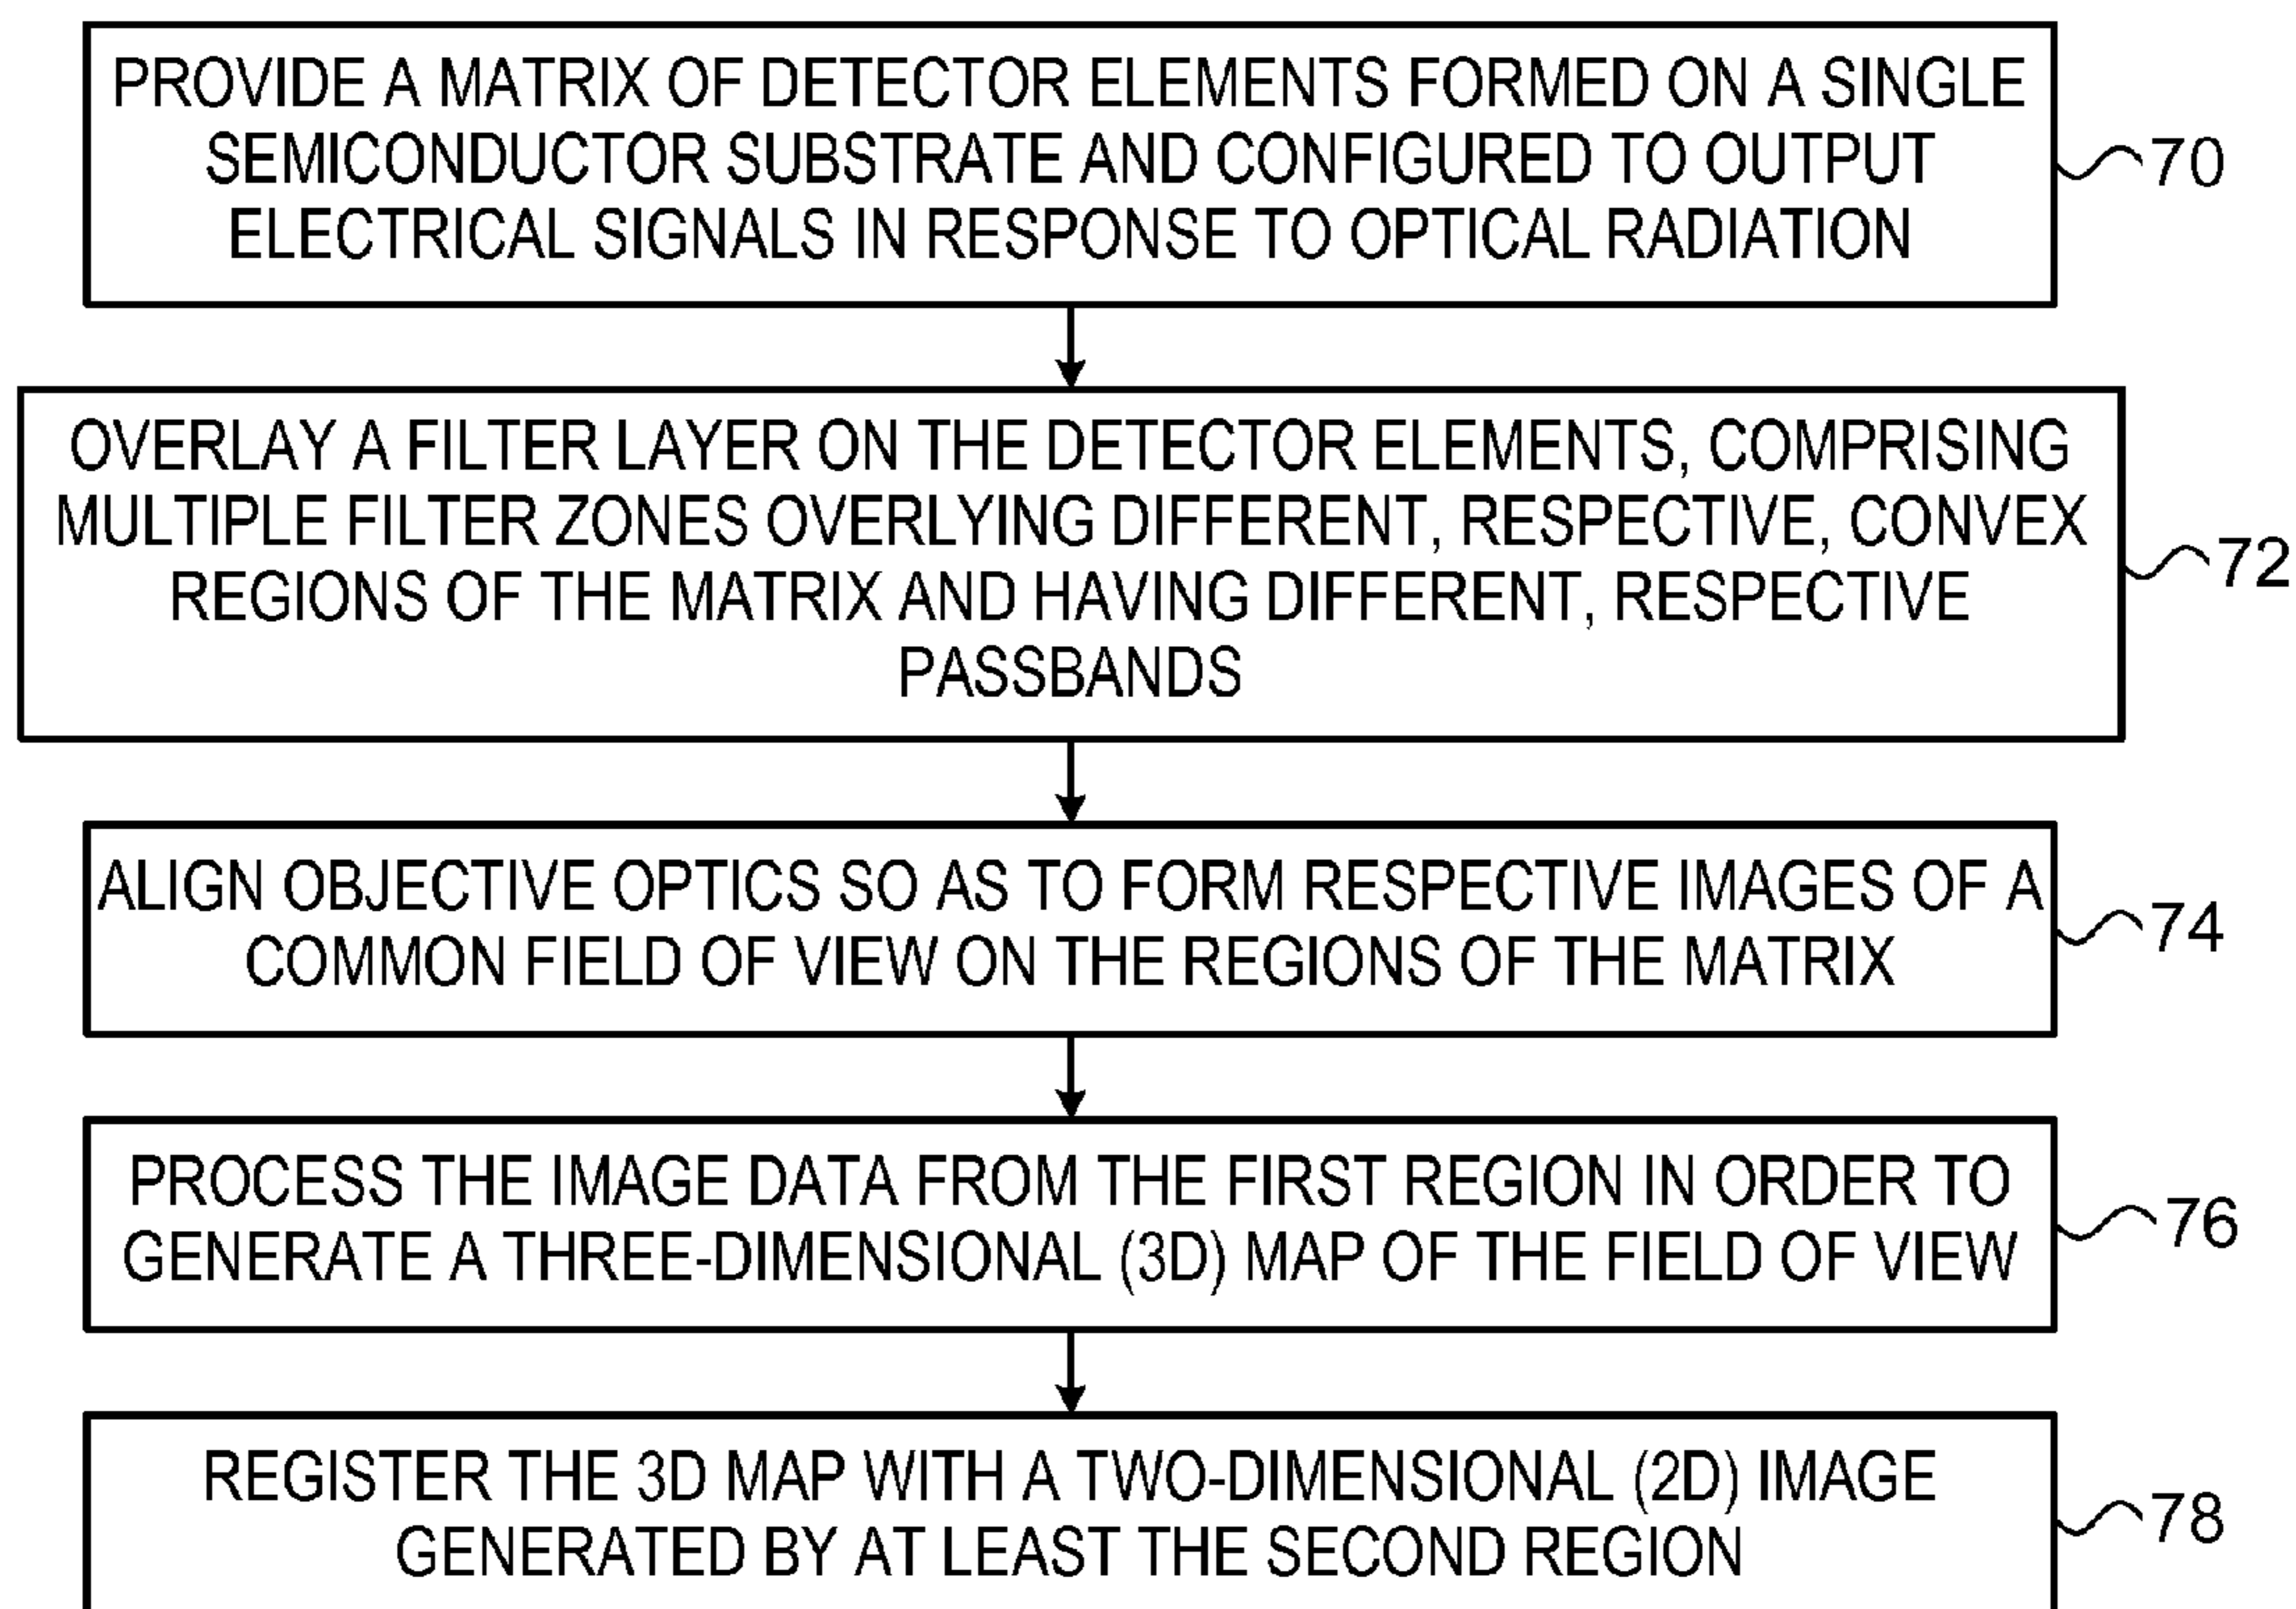 PROVIDE A MATRIX OF DETECTOR ELEMENTS FORMED ON A SINGLE
SEMICONDUCTOR SUBSTRATE AND CONFIGURED TO OUTPUT
ELECTRICAL SIGNALS IN RESPONSE TO OPTICAL RADIATION
70
OVERLAY A FILTER LAYER ON THE DETECTOR ELEMENTS, COMPRISING
MULTIPLE FILTER ZONES OVERLYING DIFFERENT, RESPECTIVE, CONVEX
REGIONS OF THE MATRIX AND HAVING DIFFERENT, RESPECTIVE
PASSBANDS
72
ALIGN OBJECTIVE OPTICS SO AS TO FORM RESPECTIVE IMAGES OF A
COMMON FIELD OF VIEW ON THE REGIONS OF THE MATRIX
74
PROCESS THE IMAGE DATA FROM THE FIRST REGION IN ORDER TO
GENERATE A THREE-DIMENSIONAL (3D) MAP OF THE FIELD OF VIEW
76
REGISTER THE 3D MAP WITH A TWO-DIMENSIONAL (2D) IMAGE
GENERATED BY AT LEAST THE SECOND REGION
78